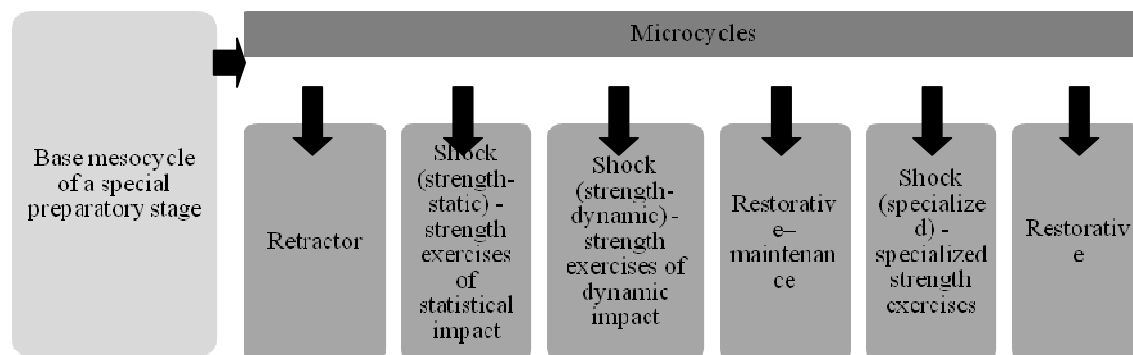 Microcycles
Base mesocycle
of a special
preparatory stage
Retractor
Shock
(strength-
static) -
strength
exercises
of
statistical
impact
Shock
(strength-
dynamic) -
strength
exercises of
dynamic
impact
Restorativ
e–
maintenan
ce
Shock
(specialize
d) -
specialized
strength
exercises
Restorativ
e